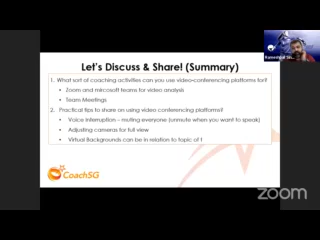 Let's Discuss & Share! (Summary)
1. What sort of coaching activities can you use video-conferencing platforms for?
• Zoom and mircosoft teams for video analysis
• Team Meetings
2. Practical tips to share on using video conferencing platforms?
• Voice Interruption – muting everyone (unmute when you want to speak)
• Adjusting cameras for full view
• Virtual Backgrounds can be in relation to topic of t
CoachSG
zoom